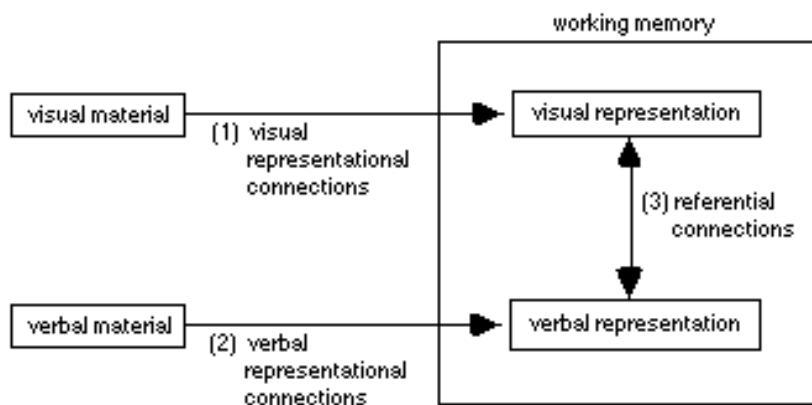 working memory
visual material
visual representation
(1) visual
representational
connections
(3) referential
connections
verbal material
verbal representation
(2) verbal
representational
connections